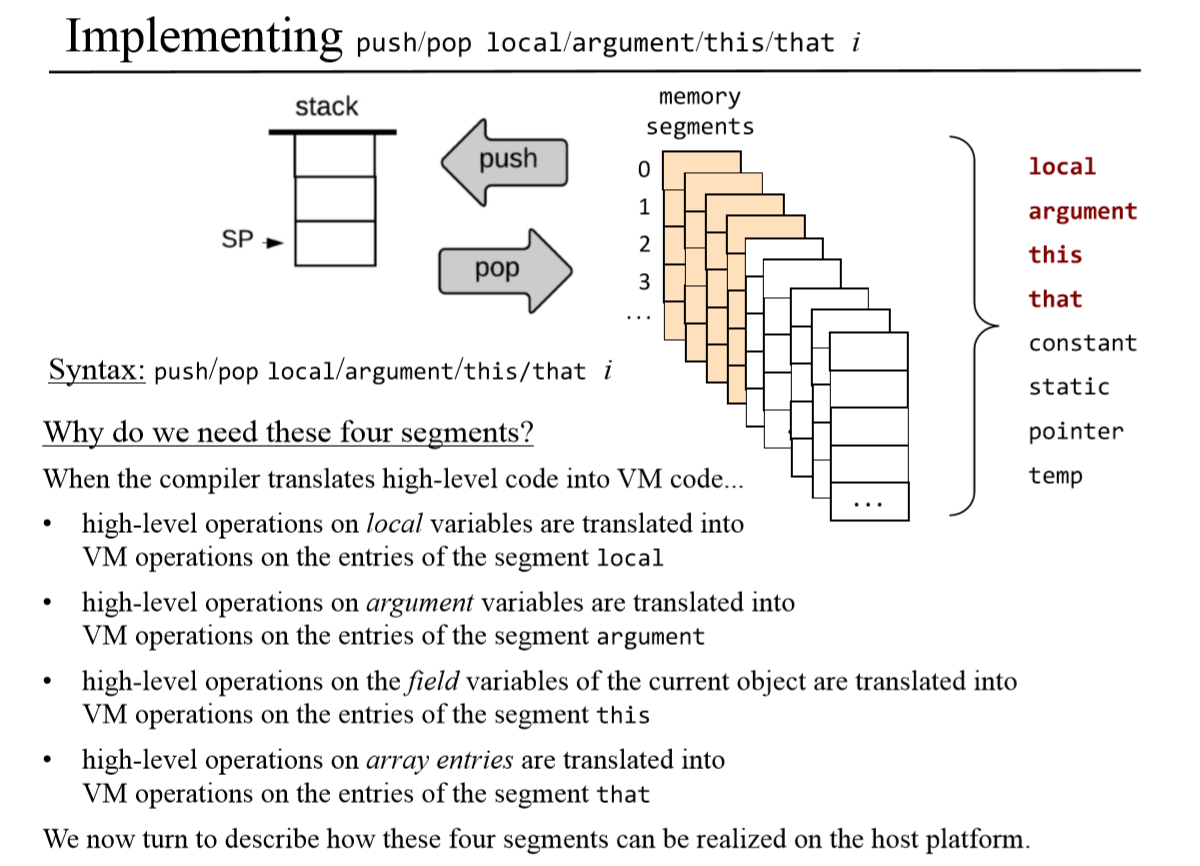 Implementing push/pop local/argument/this/that i
stack
push
pop
SP
memory
segments
0
1
2
3
...
...
local
argument
this
that
constant
static
pointer
temp
Syntax: push/pop local/argument/this/that i
Why do we need these four segments?
When the compiler translates high-level code into VM code...
• high-level operations on local variables are translated into
VM operations on the entries of the segment local
• high-level operations on argument variables are translated into
VM operations on the entries of the segment argument
• high-level operations on the field variables of the current object are translated into
VM operations on the entries of the segment this
• high-level operations on array entries are translated into
VM operations on the entries of the segment that
We now turn to describe how these four segments can be realized on the host platform.